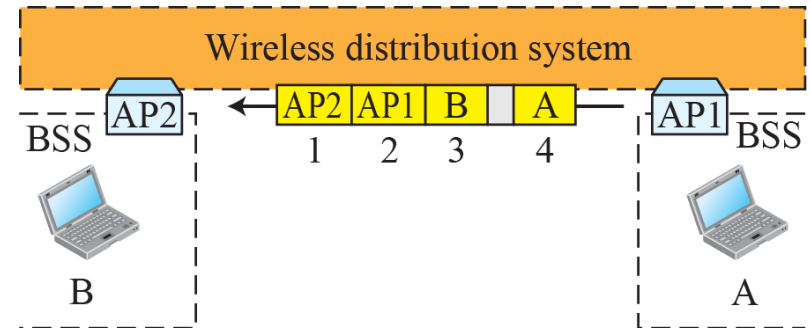 Wireless distribution system
AP2 AP2 AP1 B A AP1
BSS 1 2 3 4 BSS
B A